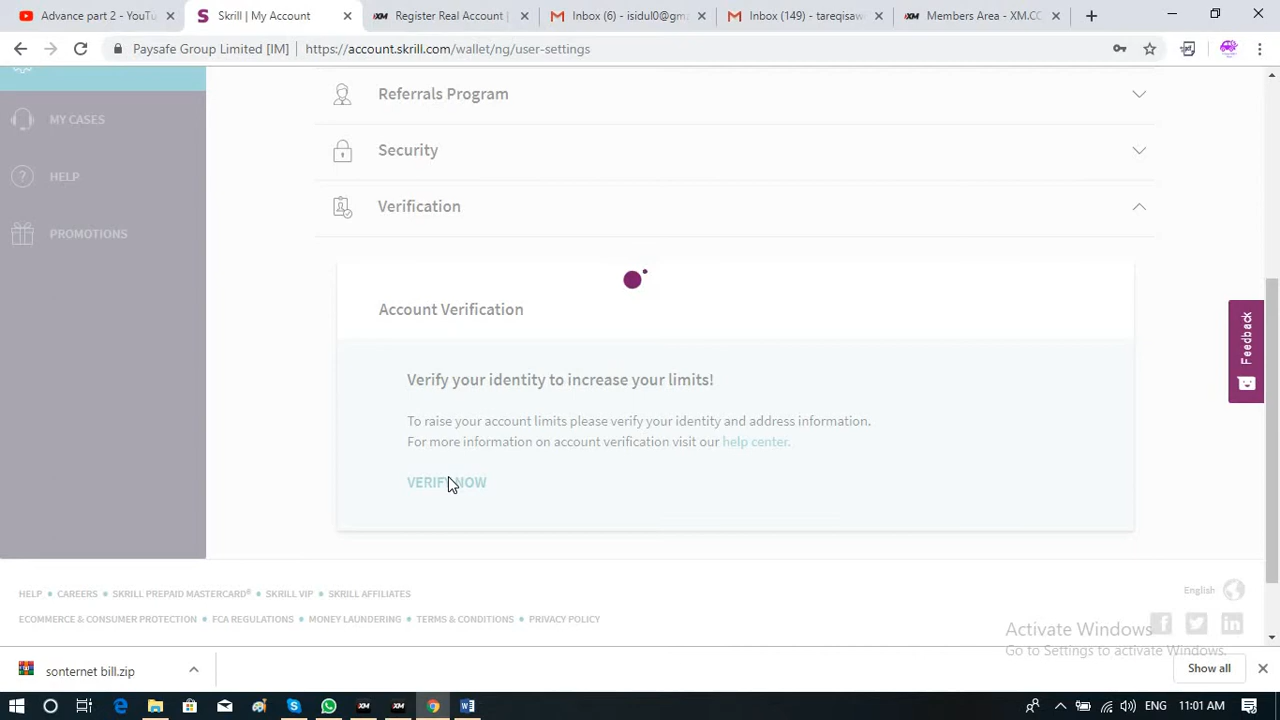 Advance part 2 - YouTu
Skrill | My Account
Register Real Account |
Inbox (6) - isidul0@gma
Inbox (149) - tareqisaw
Members Area - XM.CO
Paysafe Group Limited [IM]
https://account.skrill.com/wallet/ng/user-settings
Referrals Program
MY CASES
Security
HELP
Verification
PROMOTIONS
Account Verification
Feedback
Verify your identity to increase your limits!
To raise your account limits please verify your identity and address information.
For more information on account verification visit our help center.
VERIFY NOW
HELP • CAREERS • SKRILL PREPAID MASTERCARD® • SKRILL VIP • SKRILL AFFILIATES
English
ECOMMERCE & CONSUMER PROTECTION • FCA REGULATIONS • MONEY LAUNDERING • TERMS & CONDITIONS • PRIVACY POLICY
Activate Windows
Go to Settings to activate Windows.
sonternet bill.zip
Show all
11:01 AM